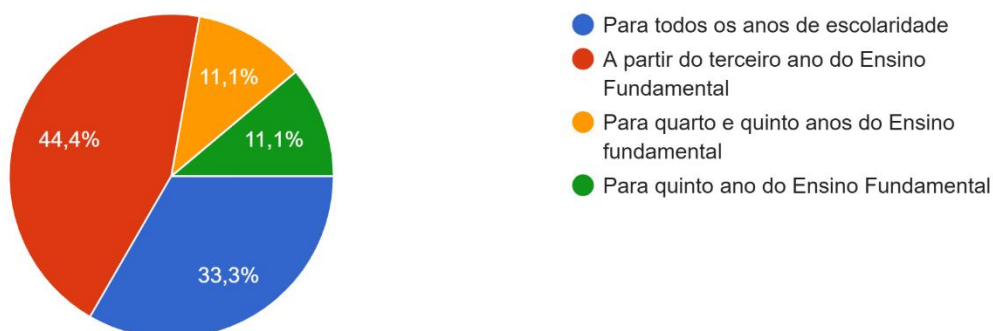 11,1%
44,4%
11,1%
33,3%
Para todos os anos de escolaridade
A partir do terceiro ano do Ensino
Fundamental
Para quarto e quinto anos do Ensino
fundamental
Para quinto ano do Ensino Fundamental